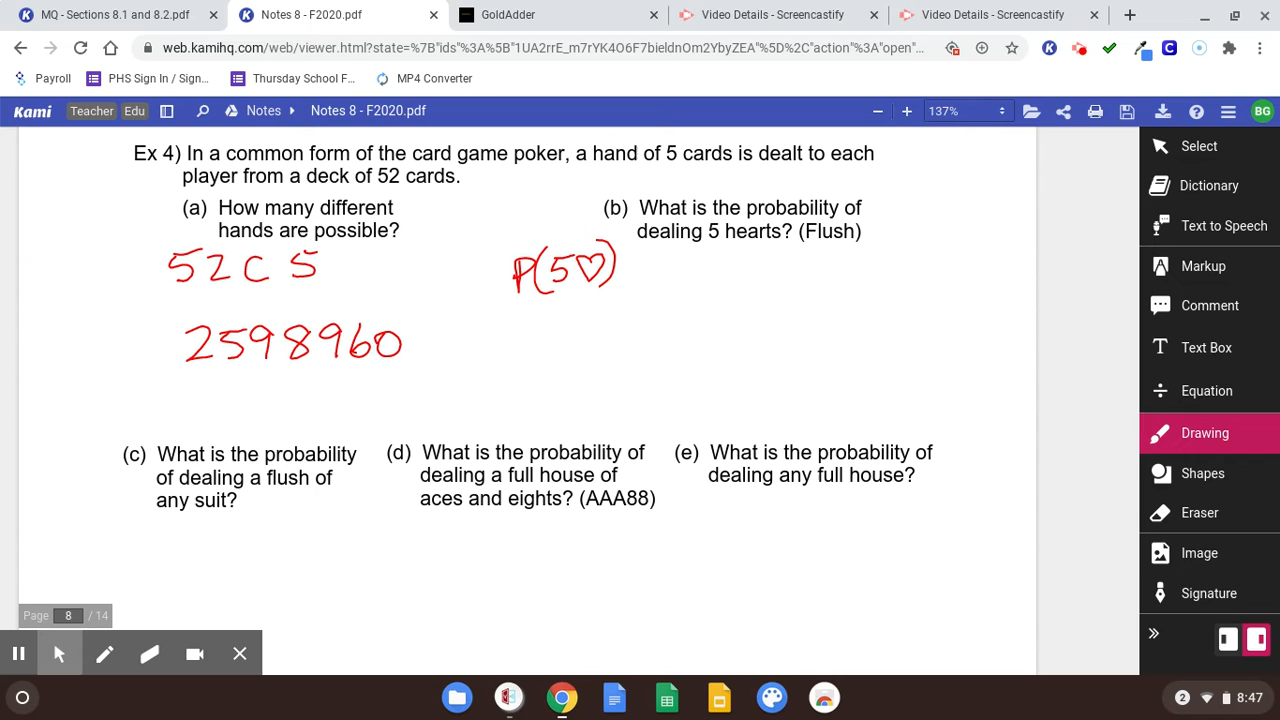 MQ - Sections 8.1 and 8.2.pdf
Notes 8 - F2020.pdf
GoldAdder
Video Details - Screencastify
Video Details - Screencastify
web.kamihq.com/web/viewer.html?state=%7B"ids"%3A%5B"1UA2rrE_m7rYK4O6F7bieldnOm2YbyZEA"%5D%2C"action"%3A"open"...
Payroll
PHS Sign In / Sign...
Thursday School F...
MP4 Converter
Kami
Teacher
Edu
Notes
Notes 8 - F2020.pdf
137%
BG
Ex 4) In a common form of the card game poker, a hand of 5 cards is dealt to each
player from a deck of 52 cards.
(a) How many different
hands are possible?
52 C 5
2598960
(b) What is the probability of
dealing 5 hearts? (Flush)
P(5♡)
(c) What is the probability
of dealing a flush of
any suit?
(d) What is the probability of
dealing a full house of
aces and eights? (AAA88)
(e) What is the probability of
dealing any full house?
Select
Dictionary
Text to Speech
Markup
Comment
Text Box
Equation
Drawing
Shapes
Eraser
Image
Signature
Page 8 / 14
2
8:47